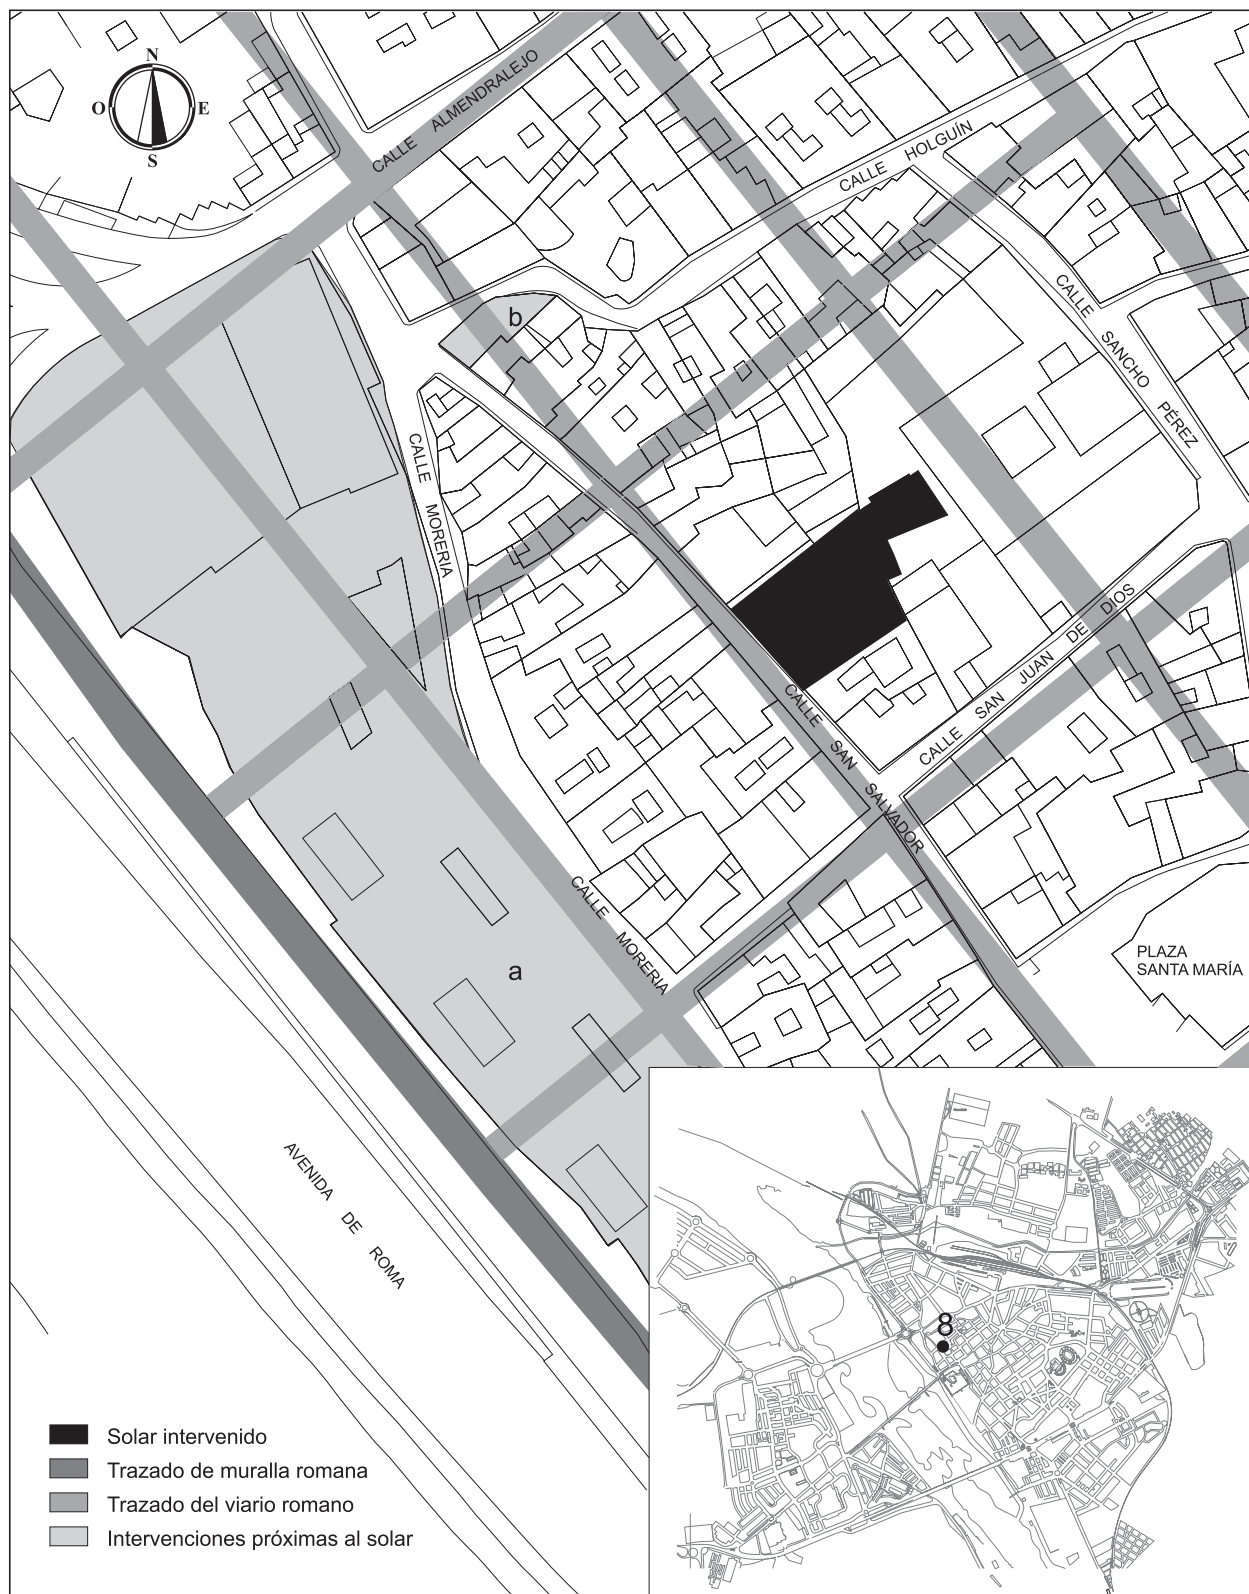 N
O
E
S
CALLE ALMENDRALEJO
CALLE HOLGUÍN
CALLE SANCHO PÉREZ
b
CALLE MORERIA
CALLE SAN JUAN DE DIOS
CALLE SAN SALVADOR
CALLE MORERIA
PLAZA
SANTA MARÍA
a
AVENIDA DE ROMA
Solar intervenido
Trazado de muralla romana
Trazado del viario romano
Intervenciones próximas al solar